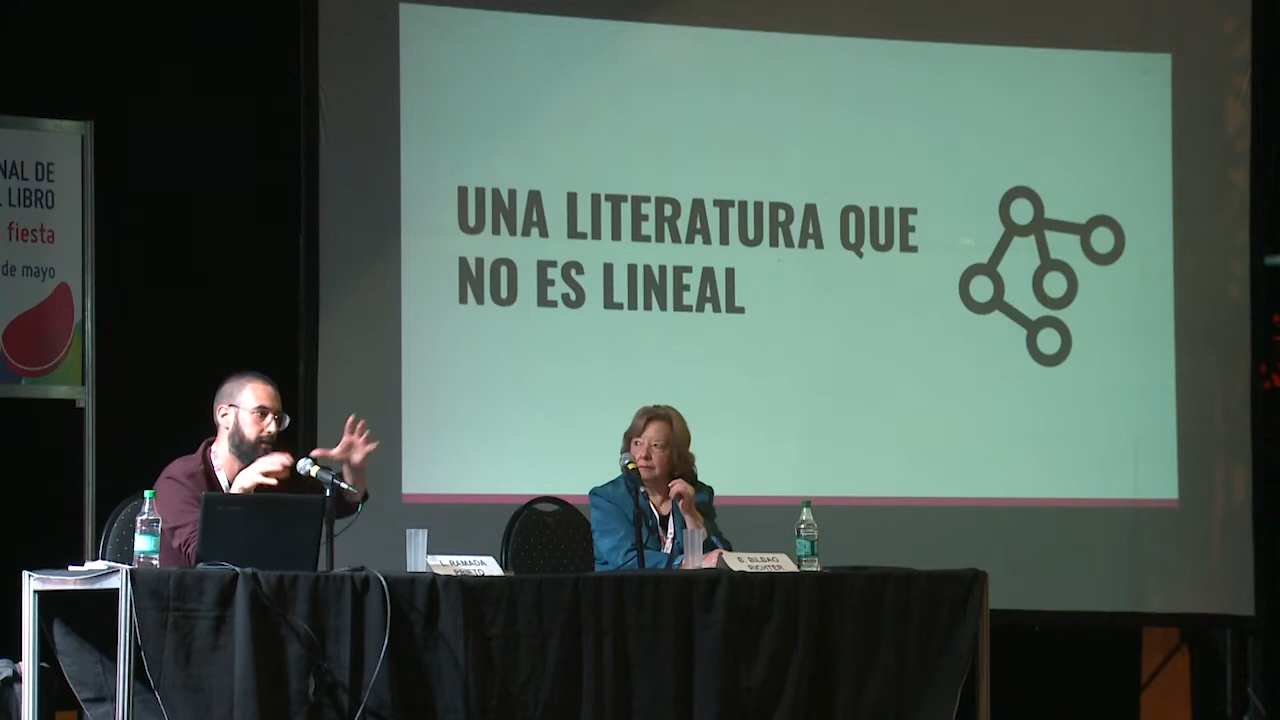 NAL DE
L LIBRO
fiesta
de mayo
UNA LITERATURA QUE
NO ES LINEAL
L. RAMADA
PRIETO
B. BILBAO
RICHTER